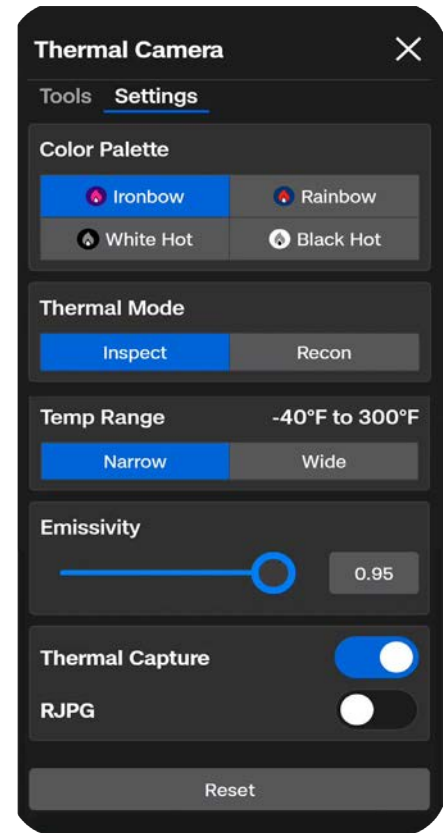 Thermal Camera
Tools Settings
Color Palette
Ironbow Rainbow
White Hot Black Hot
Thermal Mode
Inspect Recon
Temp Range -40°F to 300°F
Narrow Wide
Emissivity
0.95
Thermal Capture
RJPG
Reset